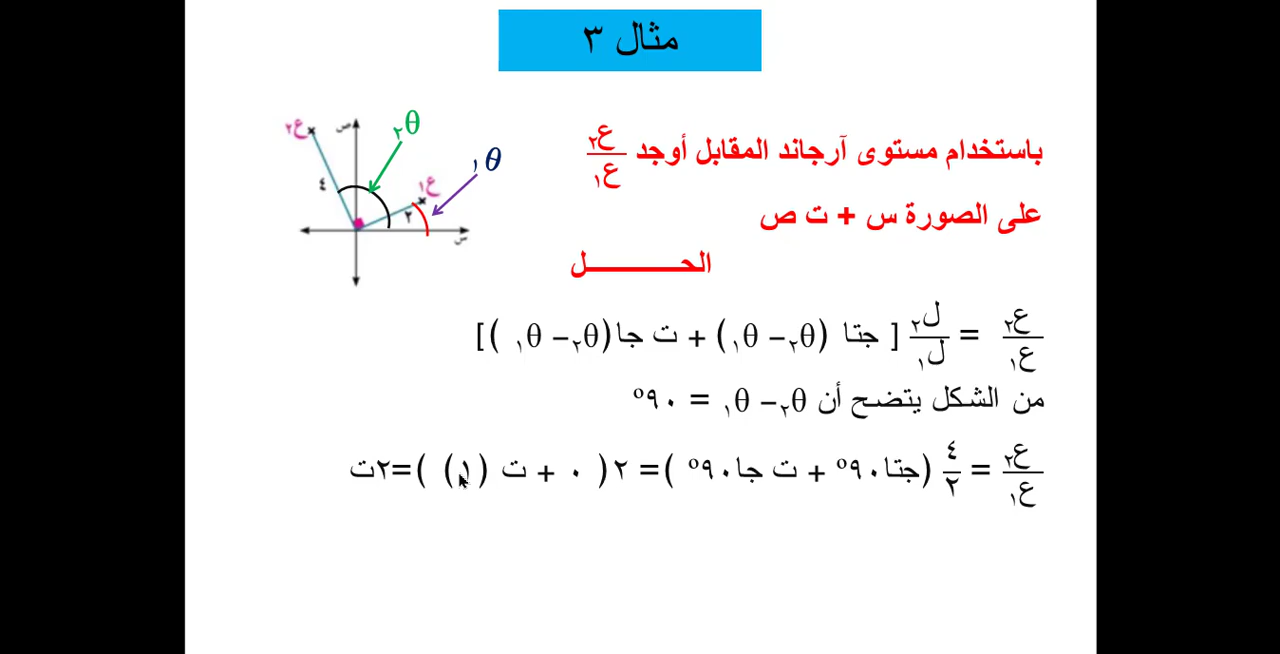 مثال ٣
باستخدام مستوى آرجاند المقابل أوجد ع٢/ع١
على الصورة س + ت ص
الحـــــــــل
ص
ع٢
θ٢
θ١
ع١
٤
٢
س
ع٢/ع١ = ل٢/ل١ [ جتا (θ٢ – θ١) + ت جا(θ٢ – θ١) ]
من الشكل يتضح أن θ٢ – θ١ = ٩٠°
ع٢/ع١ = ٤/٢ (جتا٩٠° + ت جا٩٠° )= ٢( ٠ + ت (١) )=٢ت